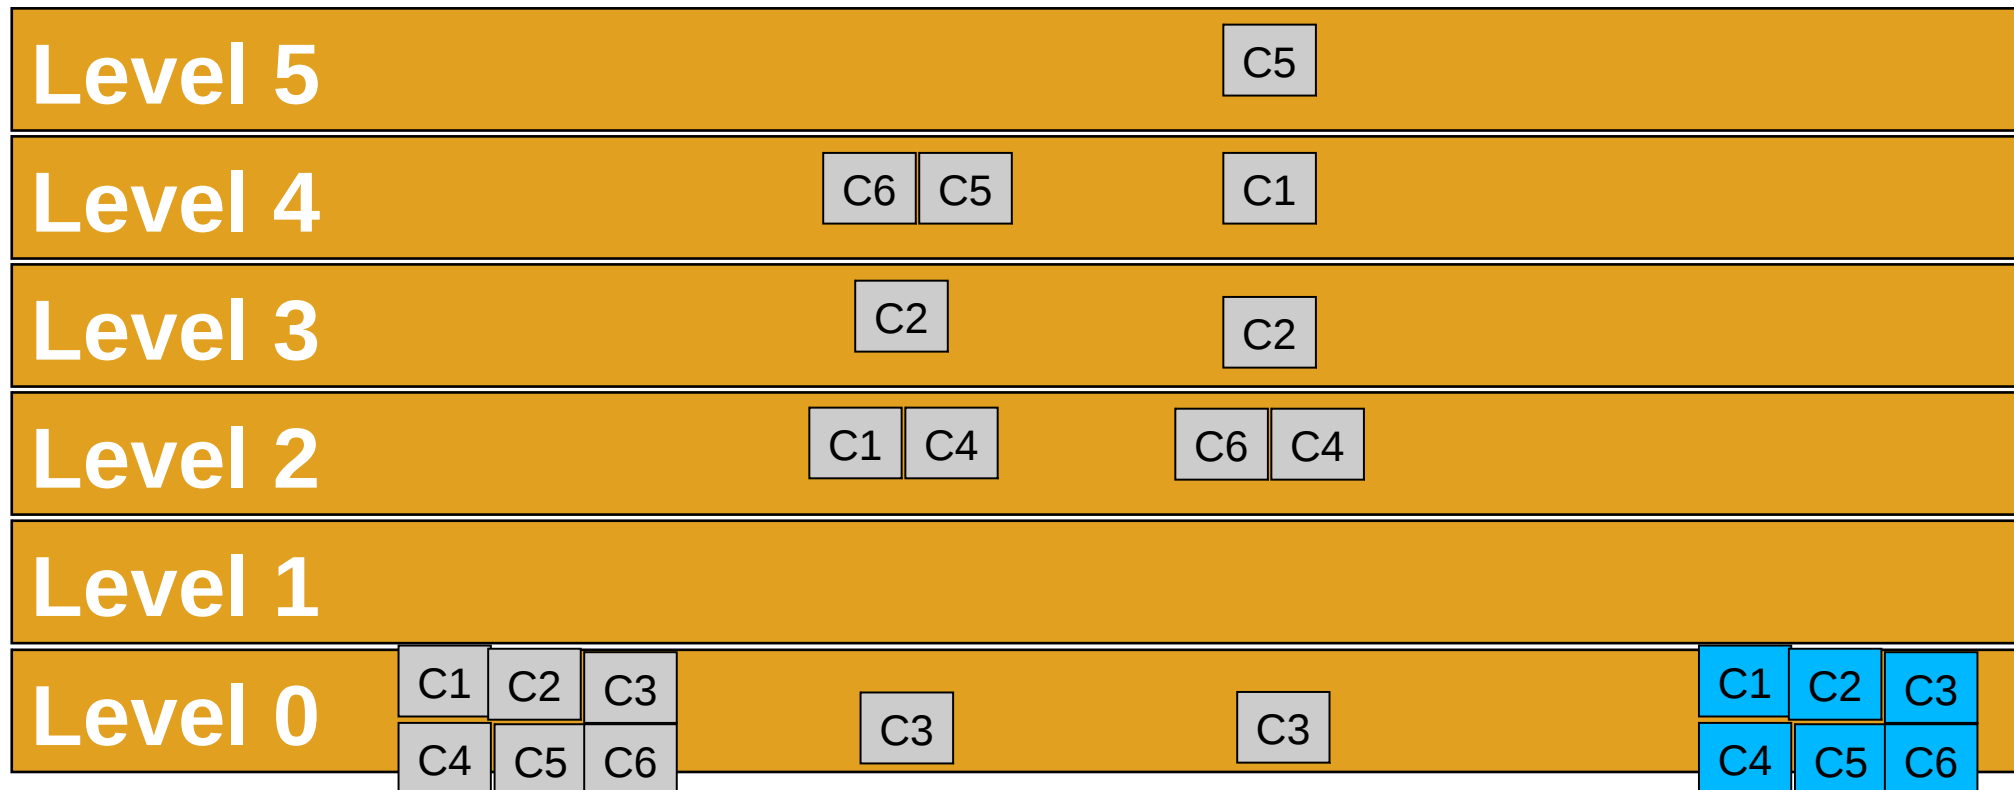 Level 5 C5
Level 4 C6 C5 C1
Level 3 C2 C2
Level 2 C1 C4 C6 C4
Level 1
Level 0 C1 C2 C3 C3 C3 C1 C2 C3
C4 C5 C6 C4 C5 C6